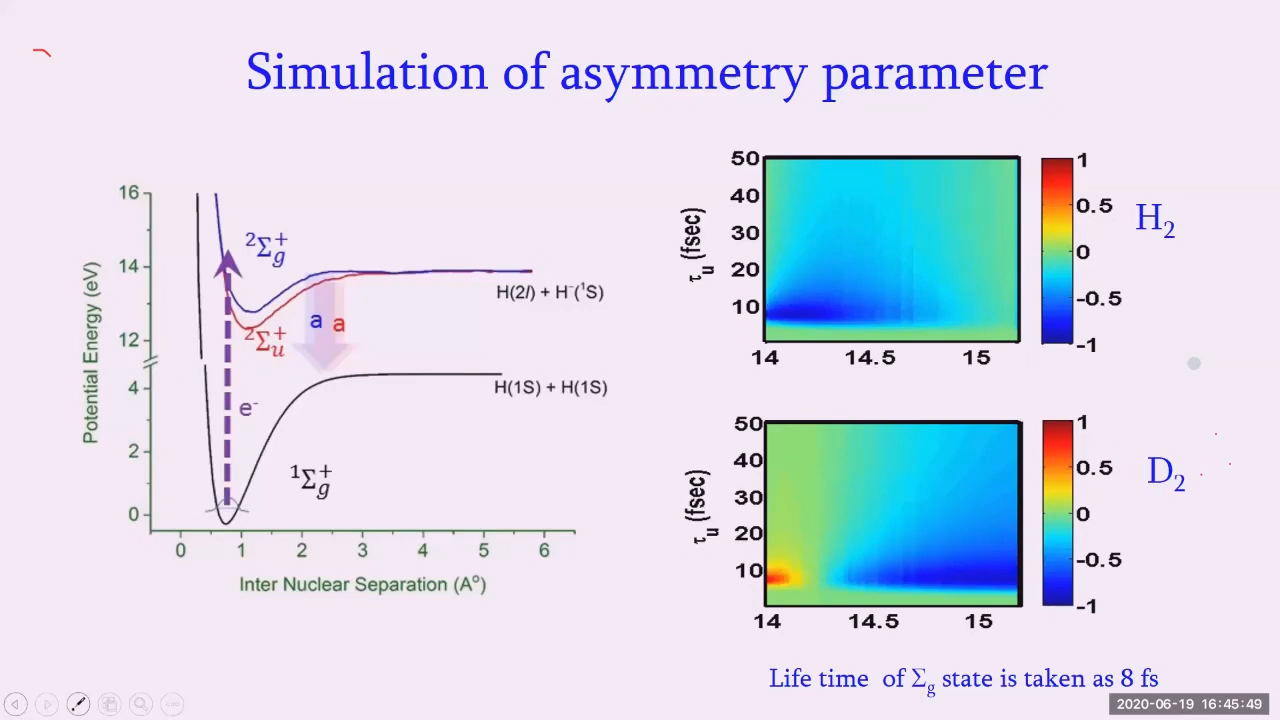 Simulation of asymmetry parameter
16
14
12
4
2
0
Potential Energy (eV)
²Σg⁺
²Σu⁺
a a
H(2l) + H⁻(¹S)
H(1S) + H(1S)
e⁻
¹Σg⁺
0 1 2 3 4 5 6
Inter Nuclear Separation (Aᵒ)
50
40
30
20
10
τu (fsec)
14 14.5 15
1
0.5
0
-0.5
-1
H₂
50
40
30
20
10
τu (fsec)
14 14.5 15
1
0.5
0
-0.5
-1
D₂
Life time of Σg state is taken as 8 fs
2020-06-19 16:45:49